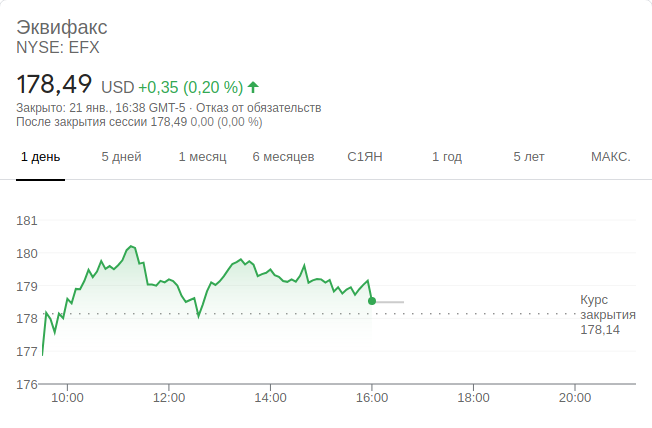 Эквифакс
NYSE: EFX
178,49 USD +0,35 (0,20 %)
Закрыто: 21 янв., 16:38 GMT-5 · Отказ от обязательств
После закрытия сессии 178,49 0,00 (0,00 %)
1 день 5 дней 1 месяц 6 месяцев С1ЯН 1 год 5 лет МАКС.
181
180
179
178
177
176
Курс
закрытия
178,14
10:00 12:00 14:00 16:00 18:00 20:00